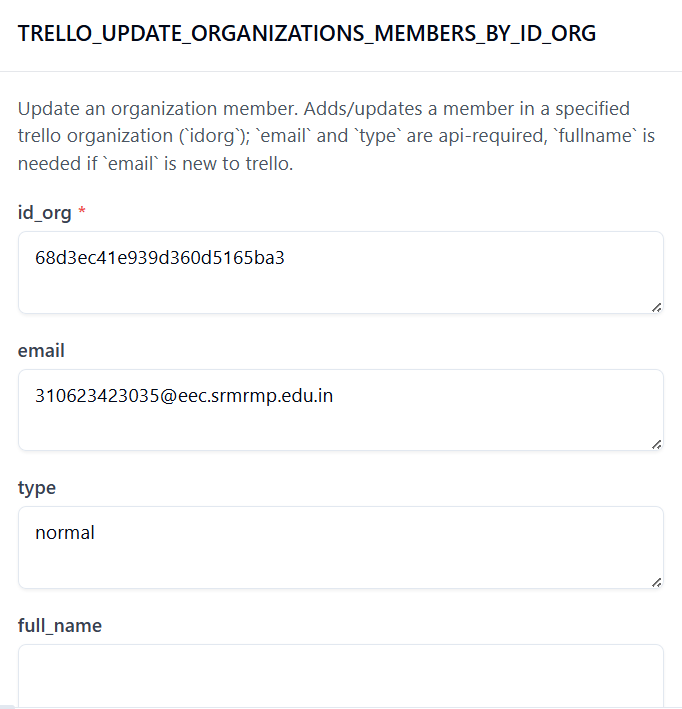 TRELLO_UPDATE_ORGANIZATIONS_MEMBERS_BY_ID_ORG
Update an organization member. Adds/updates a member in a specified
trello organization (`idorg`); `email` and `type` are api-required, `fullname` is
needed if `email` is new to trello.
id_org *
68d3ec41e939d360d5165ba3
email
310623423035@eec.srmrmp.edu.in
type
normal
full_name